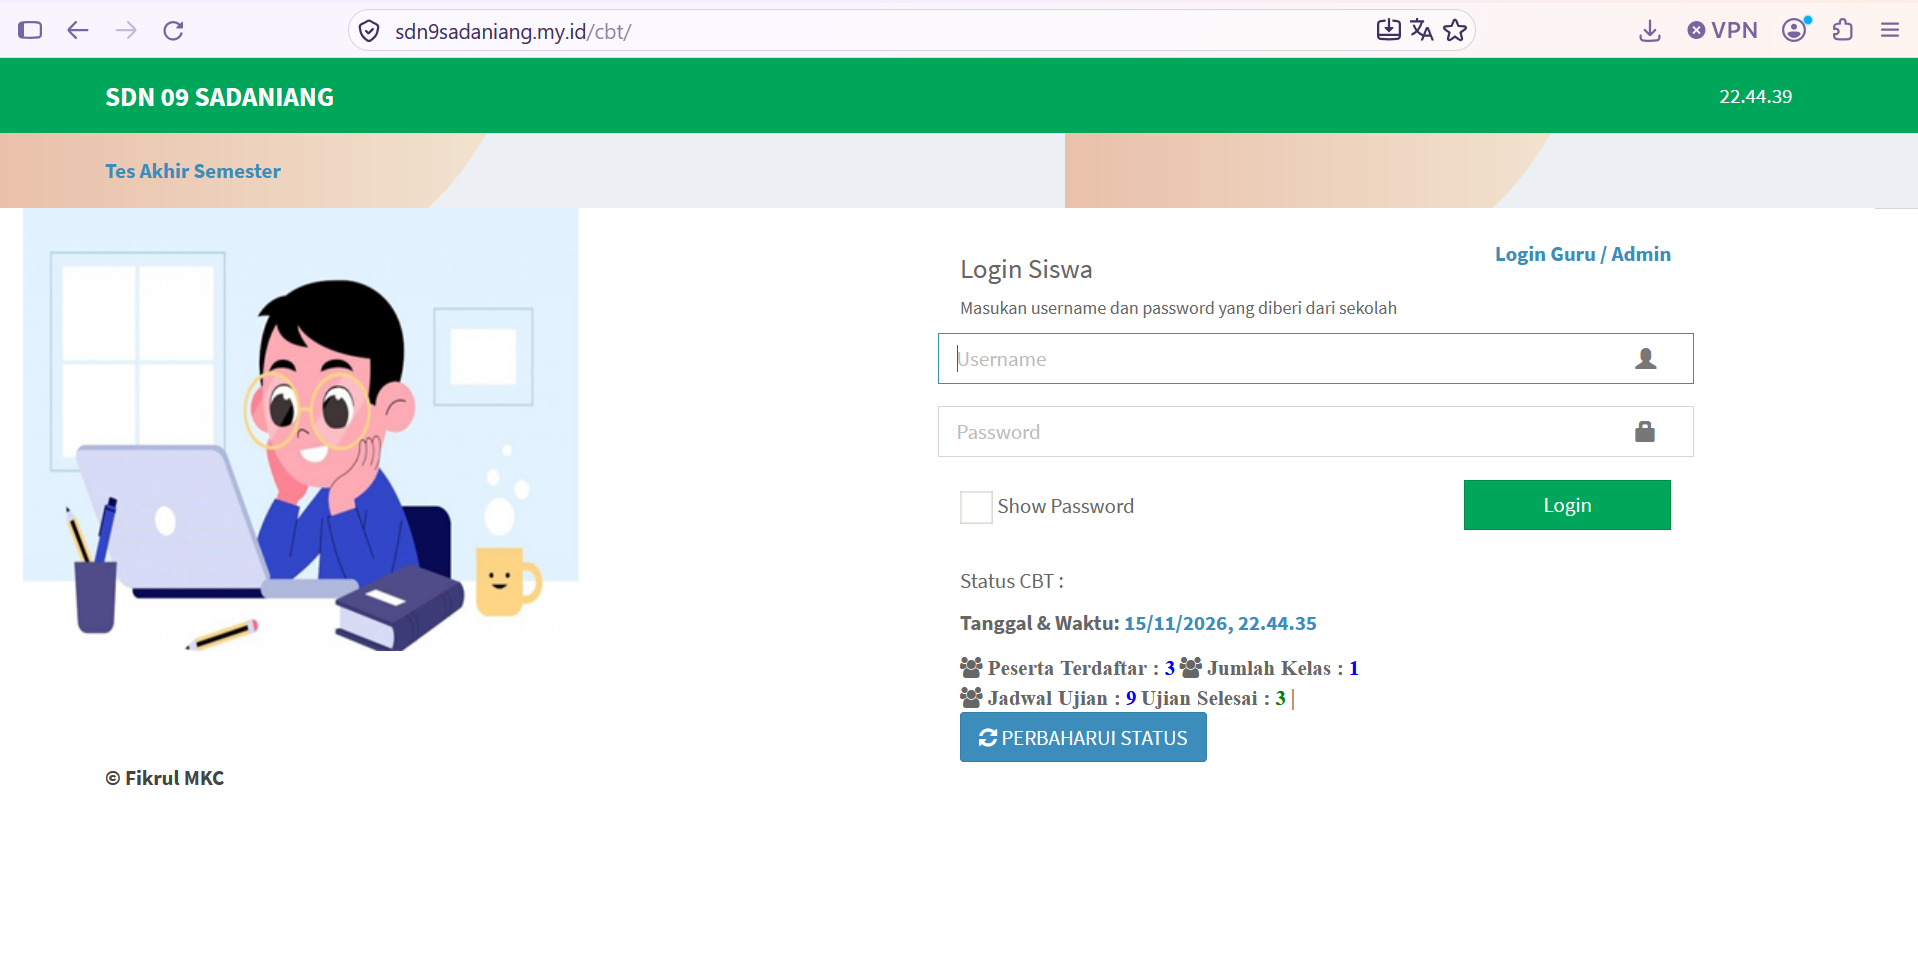 sdn9sadaniang.my.id/cbt/
VPN
SDN 09 SADANIANG
22.44.39
Tes Akhir Semester
Login Guru / Admin
Login Siswa
Masukan username dan password yang diberi dari sekolah
Username
Password
Show Password
Login
Status CBT :
Tanggal & Waktu: 15/11/2026, 22.44.35
Peserta Terdaftar : 3 Jumlah Kelas : 1
Jadwal Ujian : 9 Ujian Selesai : 3 |
PERBAHARUI STATUS
© Fikrul MKC